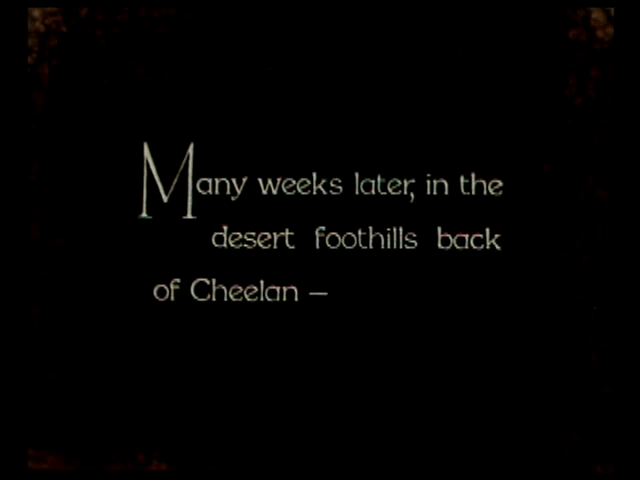 Many weeks later, in the
desert foothills back
of Cheelan —